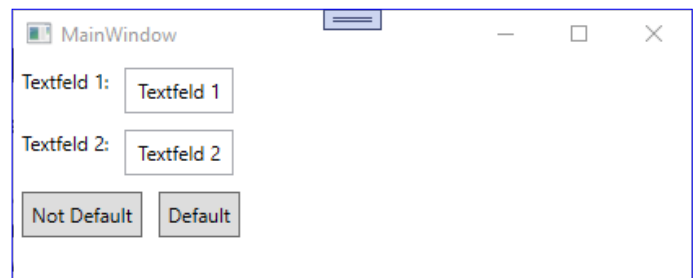 MainWindow
Textfeld 1: Textfeld 1
Textfeld 2: Textfeld 2
Not Default Default